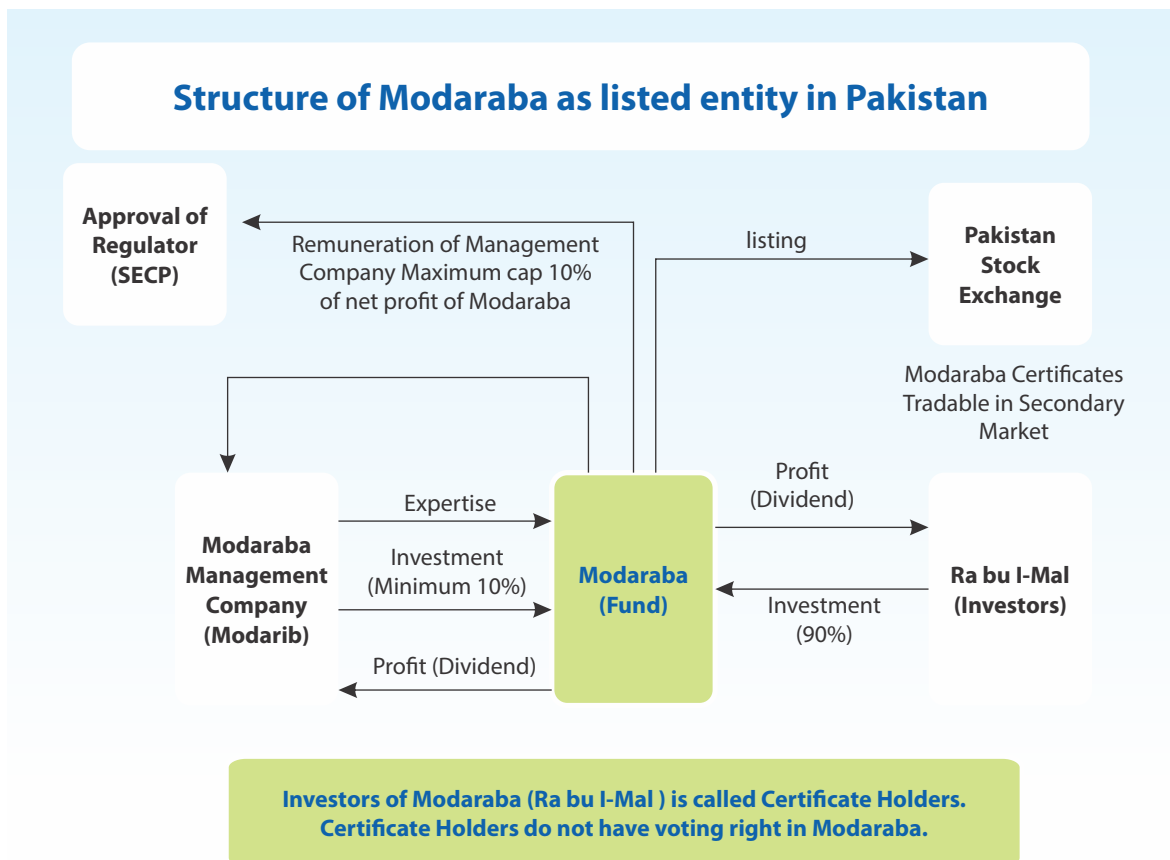 Structure of Modaraba as listed entity in Pakistan
Approval of
Regulator
(SECP)
Remuneration of Management
Company Maximum cap 10%
of net profit of Modaraba
listing
Pakistan
Stock
Exchange
Modaraba Certificates
Tradable in Secondary
Market
Modaraba
Management
Company
(Modarib)
Expertise
Investment
(Minimum 10%)
Profit (Dividend)
Modaraba
(Fund)
Profit
(Dividend)
Investment
(90%)
Ra bu I-Mal
(Investors)
Investors of Modaraba (Ra bu I-Mal ) is called Certificate Holders.
Certificate Holders do not have voting right in Modaraba.